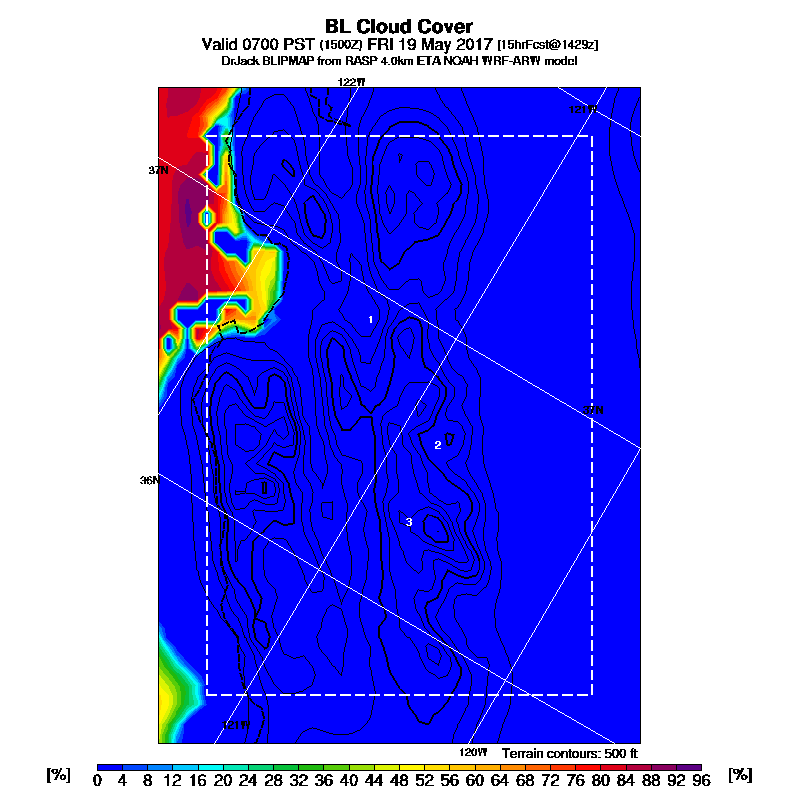 BL Cloud Cover
Valid 0700 PST (1500Z) FRI 19 May 2017 [15hrFcst@1429z]
DrJack BLIPMAP from RASP 4.0km ETA NOAH WRF-ARW model
122W
121W
37N
1
37N
2
36N
3
121W
120W Terrain contours: 500 ft
[%] 0 4 8 12 16 20 24 28 32 36 40 44 48 52 56 60 64 68 72 76 80 84 88 92 96 [%]